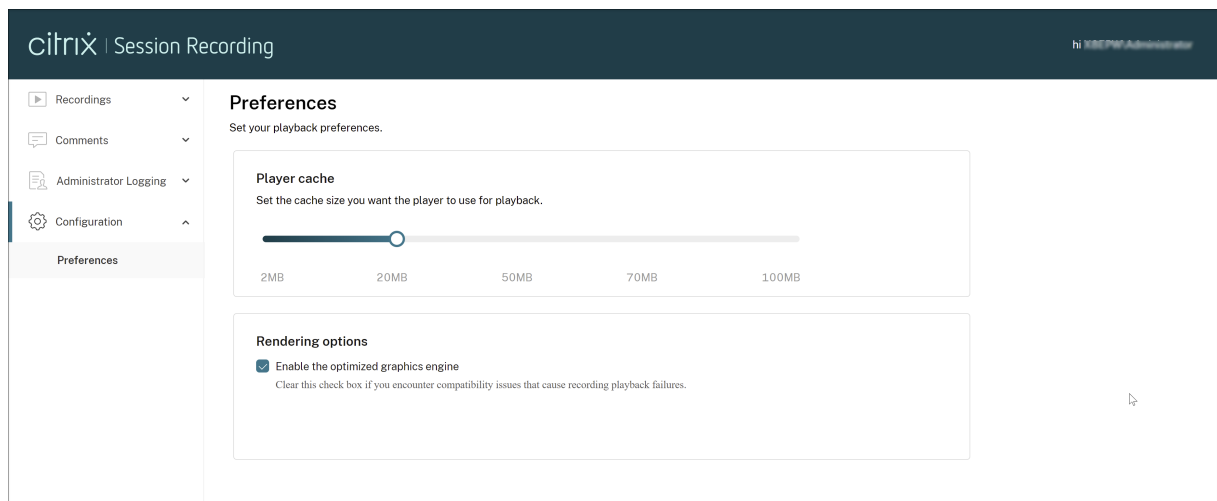 citrix | Session Recording
hi
Recordings
Comments
Administrator Logging
Configuration
Preferences
Preferences
Set your playback preferences.
Player cache
Set the cache size you want the player to use for playback.
2MB 20MB 50MB 70MB 100MB
Rendering options
Enable the optimized graphics engine
Clear this check box if you encounter compatibility issues that cause recording playback failures.